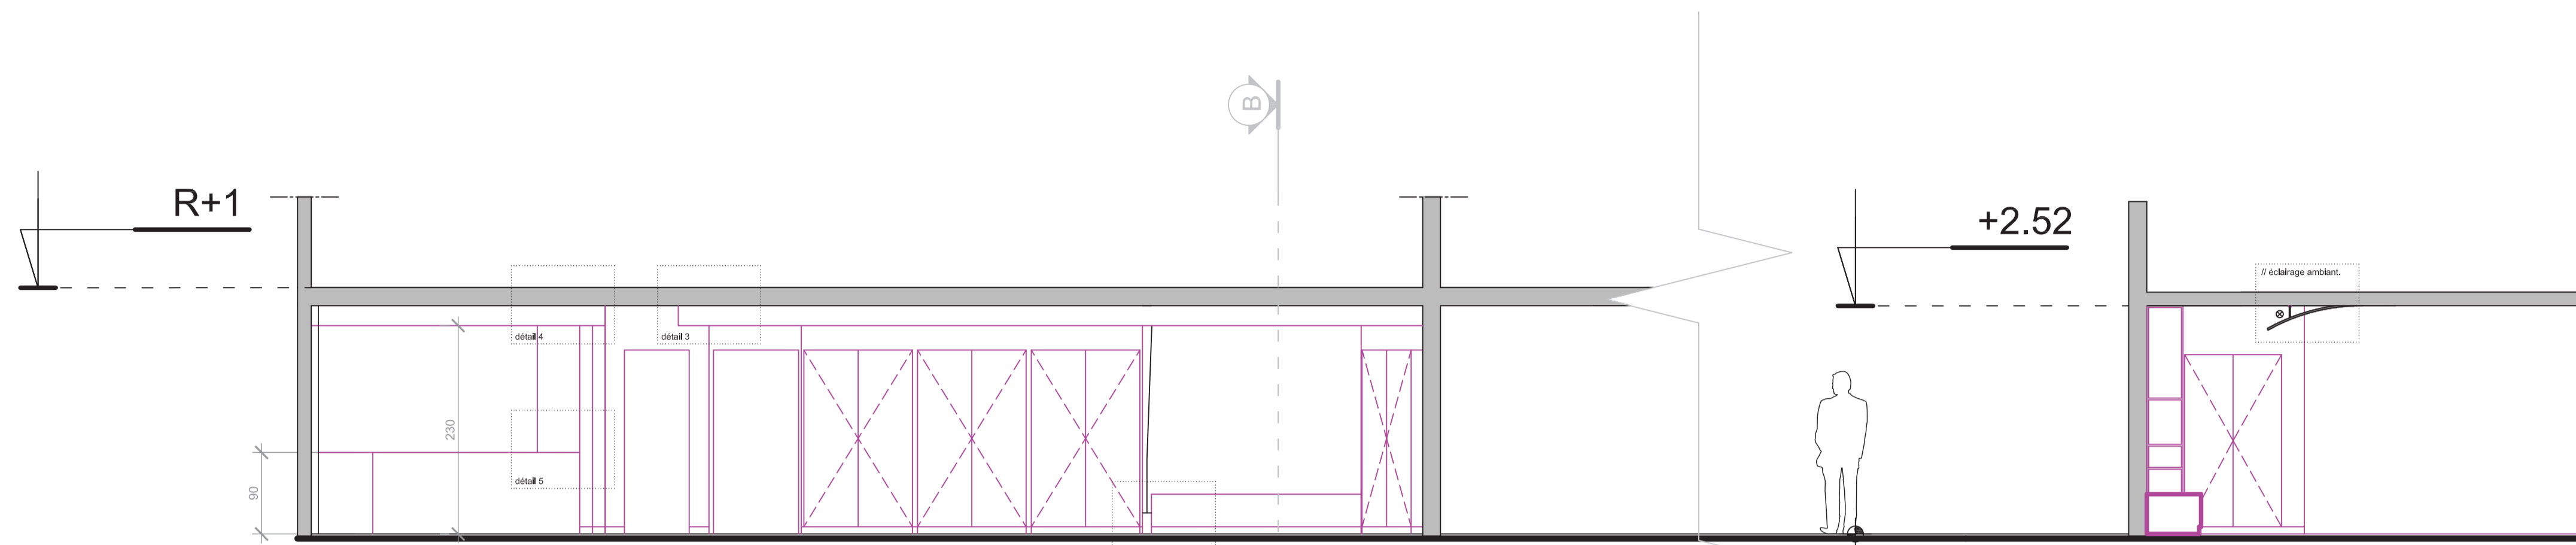 B
R+1
+2.52
// éclairage ambiant.
détail 4
détail 3
230
détail 5
90